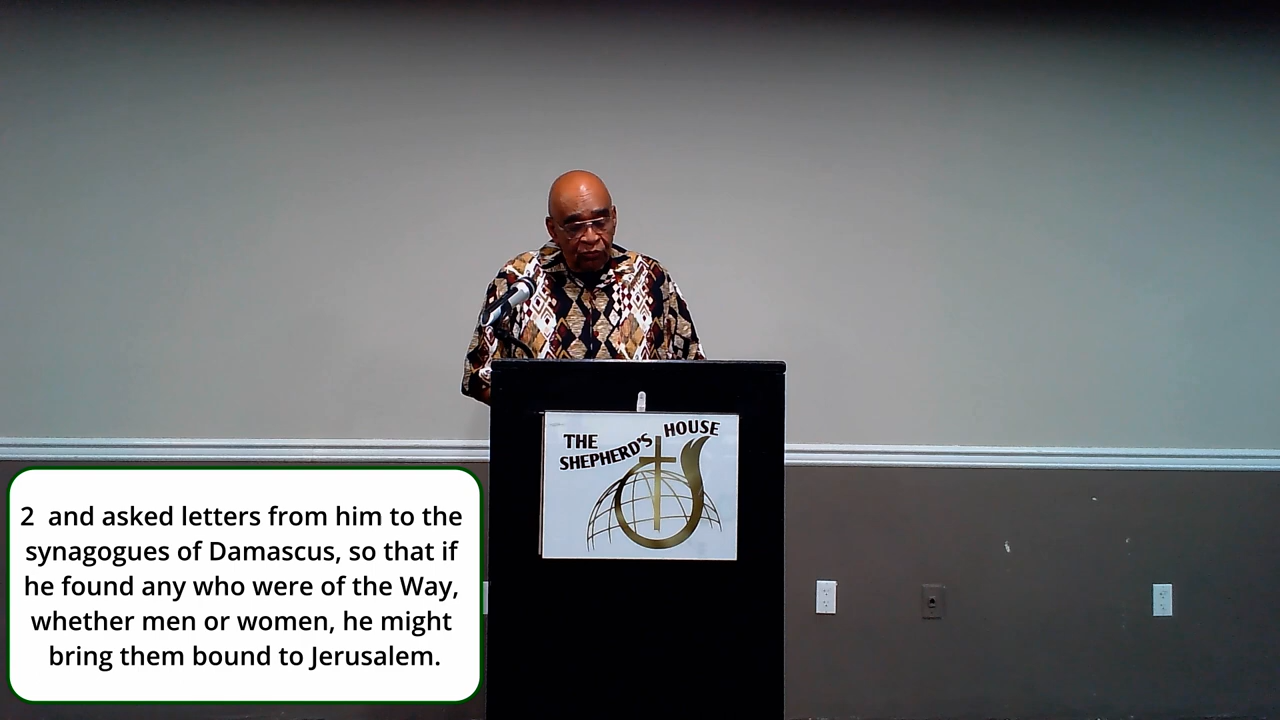 THE SHEPHERD'S HOUSE
2 and asked letters from him to the
synagogues of Damascus, so that if
he found any who were of the Way,
whether men or women, he might
bring them bound to Jerusalem.